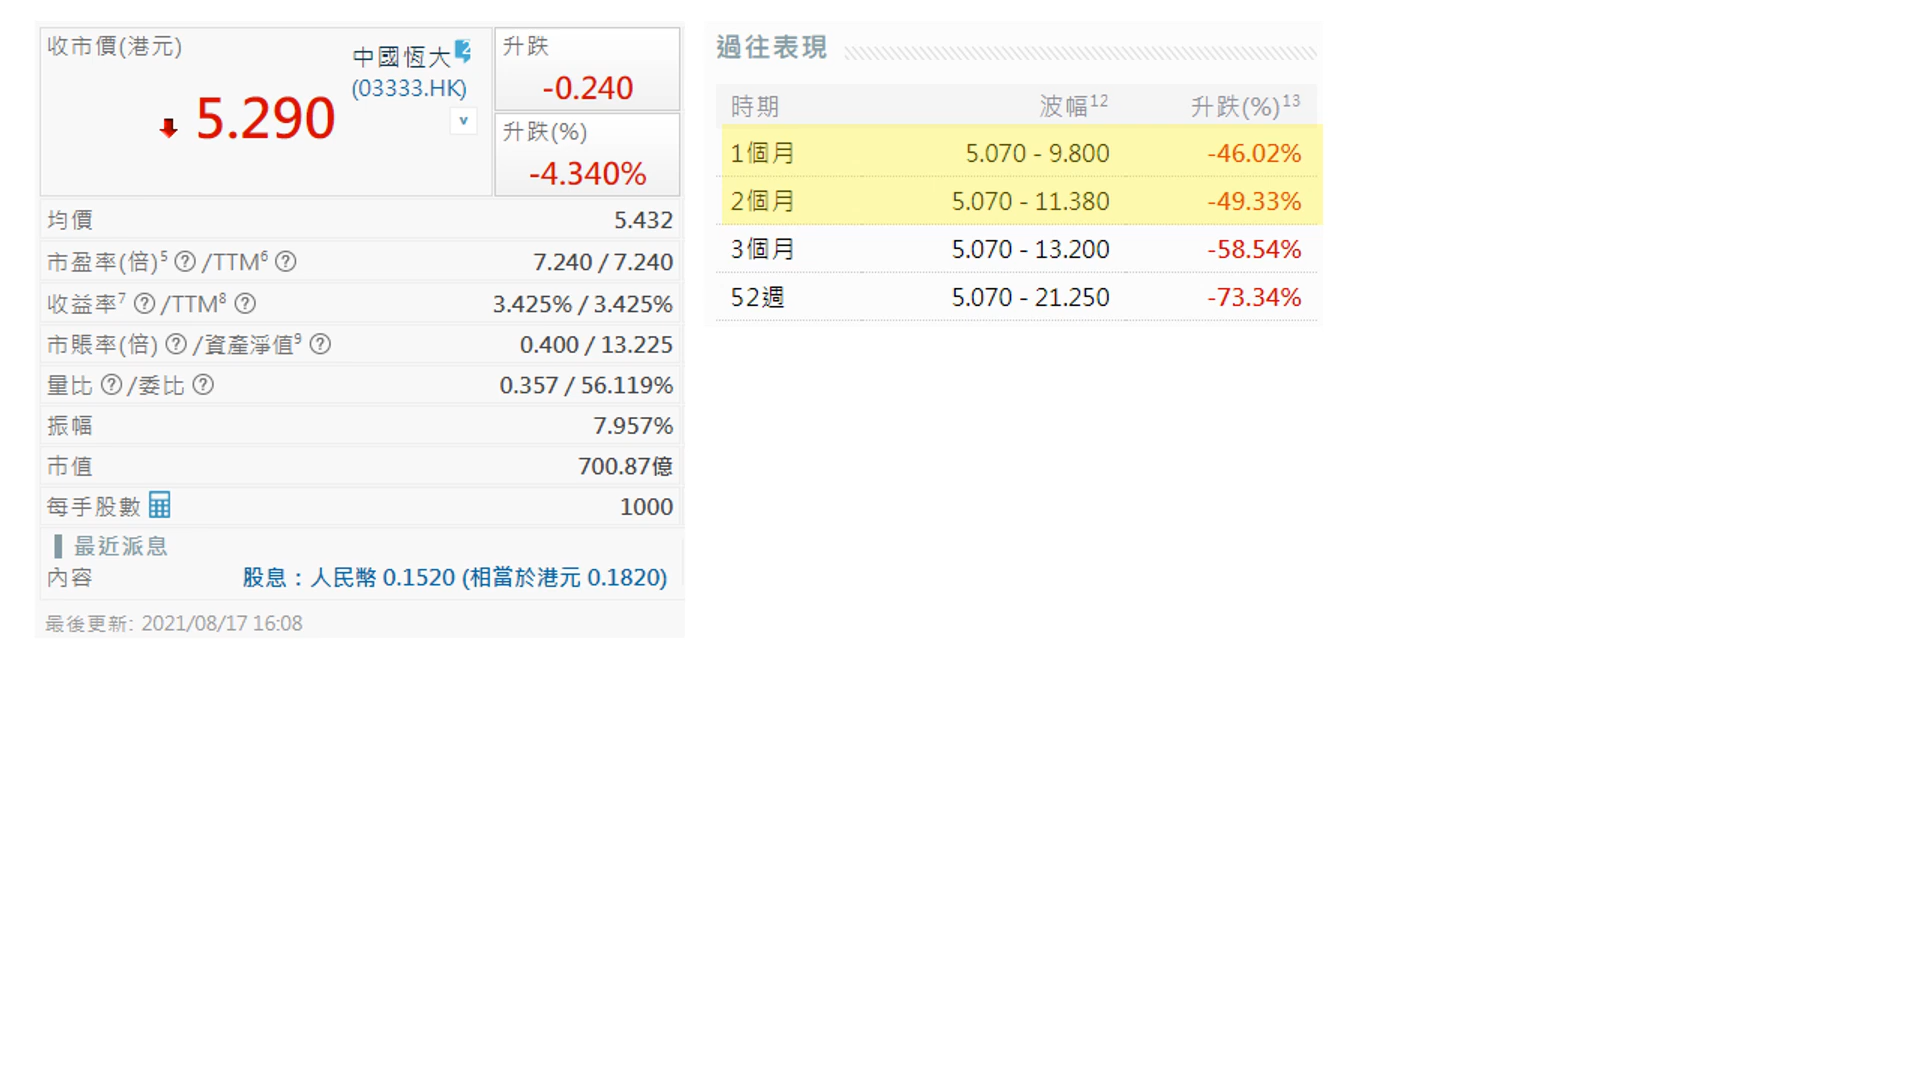 收市價(港元)
中國恆大
(03333.HK)
5.290
升跌
-0.240
升跌(%)
-4.340%
均價 5.432
市盈率(倍)5 ? /TTM6 ? 7.240 / 7.240
收益率7 ? /TTM8 ? 3.425% / 3.425%
市賬率(倍) ? /資產淨值9 ? 0.400 / 13.225
量比 ? /委比 ? 0.357 / 56.119%
振幅 7.957%
市值 700.87億
每手股數 1000
最近派息
內容 股息：人民幣 0.1520 (相當於港元 0.1820)
最後更新: 2021/08/17 16:08
過往表現
時期 波幅12 升跌(%)13
1個月 5.070 - 9.800 -46.02%
2個月 5.070 - 11.380 -49.33%
3個月 5.070 - 13.200 -58.54%
52週 5.070 - 21.250 -73.34%